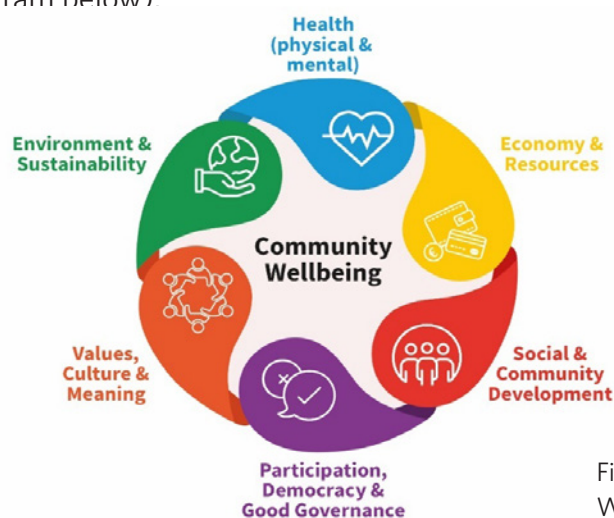 below).
Health
(physical &
mental)
Environment &
Sustainability
Economy &
Resources
Community
Wellbeing
Values,
Culture &
Meaning
Social &
Community
Development
Participation,
Democracy &
Good Governance